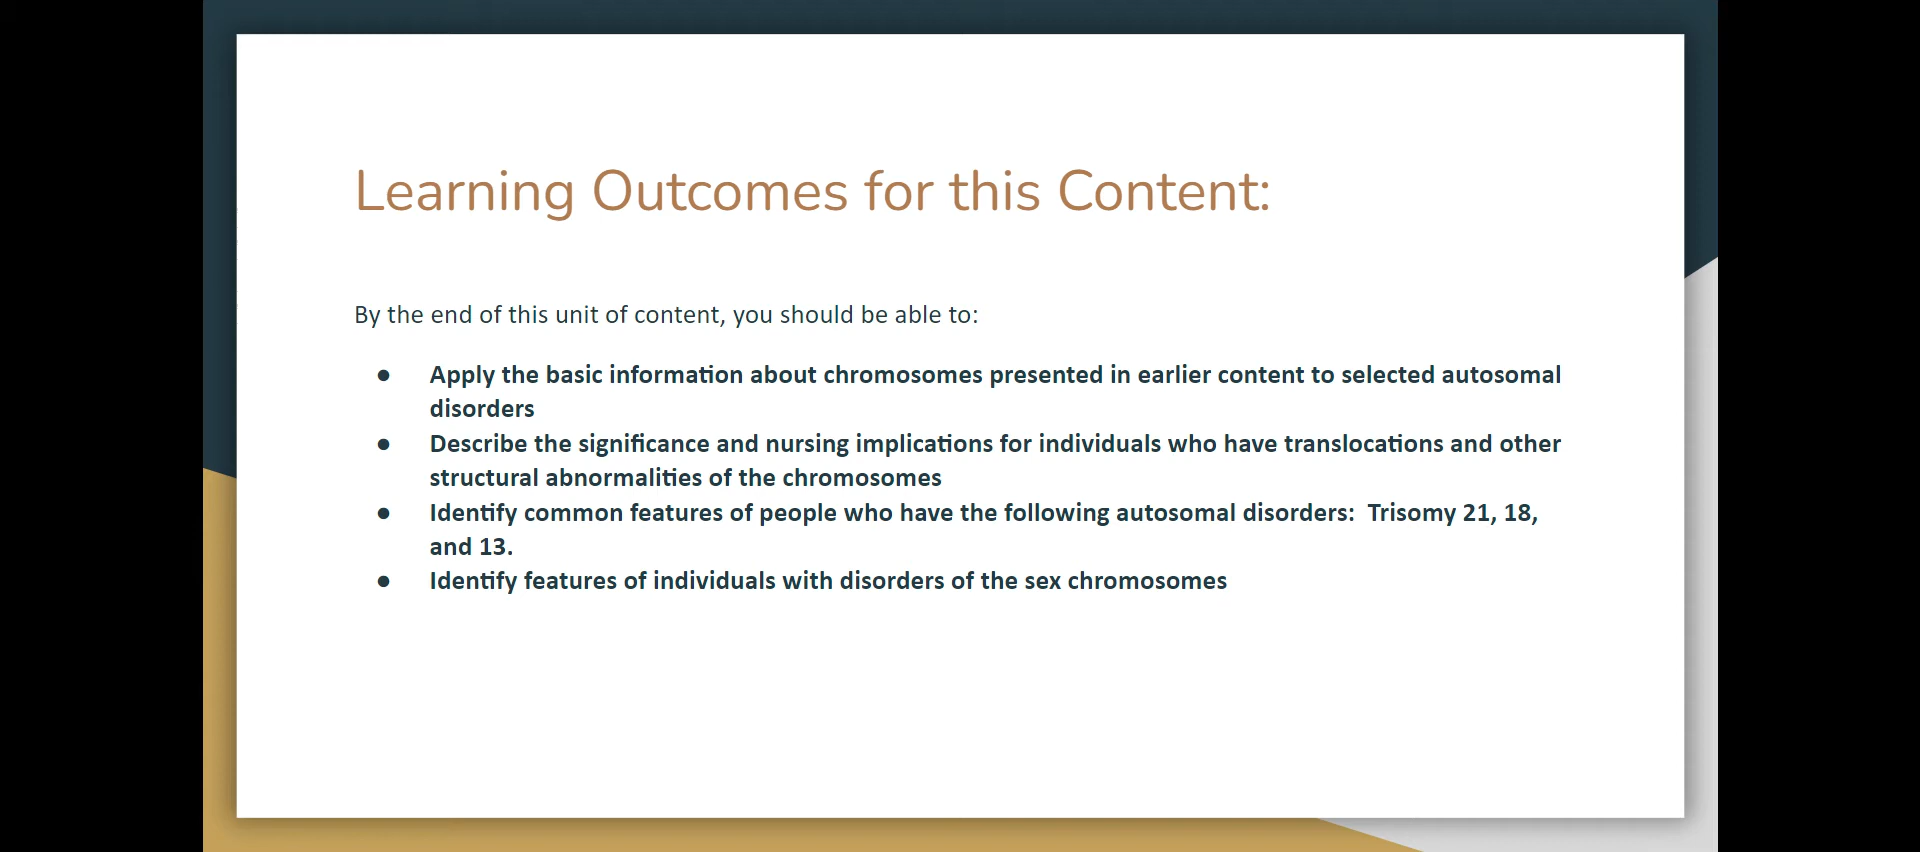 Learning Outcomes for this Content:
By the end of this unit of content, you should be able to:
● Apply the basic information about chromosomes presented in earlier content to selected autosomal
disorders
● Describe the significance and nursing implications for individuals who have translocations and other
structural abnormalities of the chromosomes
● Identify common features of people who have the following autosomal disorders:  Trisomy 21, 18,
and 13.
● Identify features of individuals with disorders of the sex chromosomes